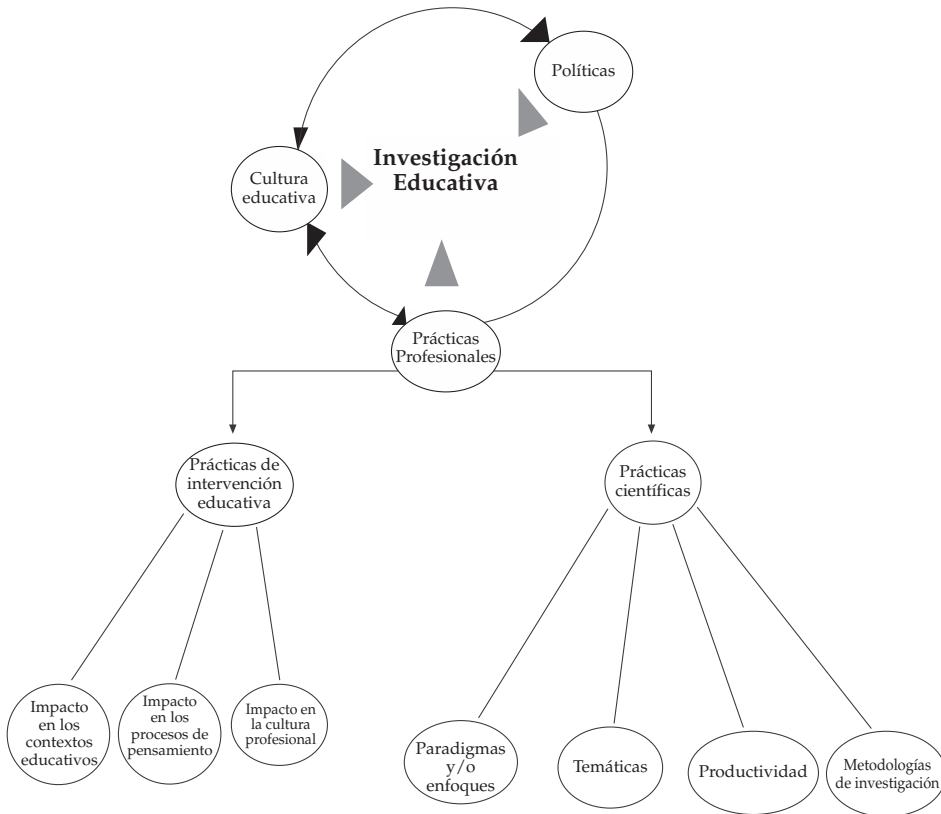 Políticas
Investigación
Educativa
Cultura
educativa
Prácticas
Profesionales
Prácticas de
intervención
educativa
Prácticas
científicas
Impacto
en los
contextos
educativos
Impacto
en los
procesos de
pensamiento
Impacto en
la cultura
profesional
Paradigmas
y/o
enfoques
Temáticas
Productividad
Metodologías
de investigación